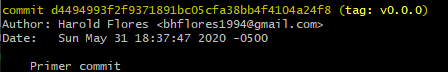 commit d4494993f2f9371891bc05cfa38bb4f4104a24f8 (tag: v0.0.0)
Author: Harold Flores <bhflores1994@gmail.com>
Date:   Sun May 31 18:37:47 2020 -0500
Primer commit